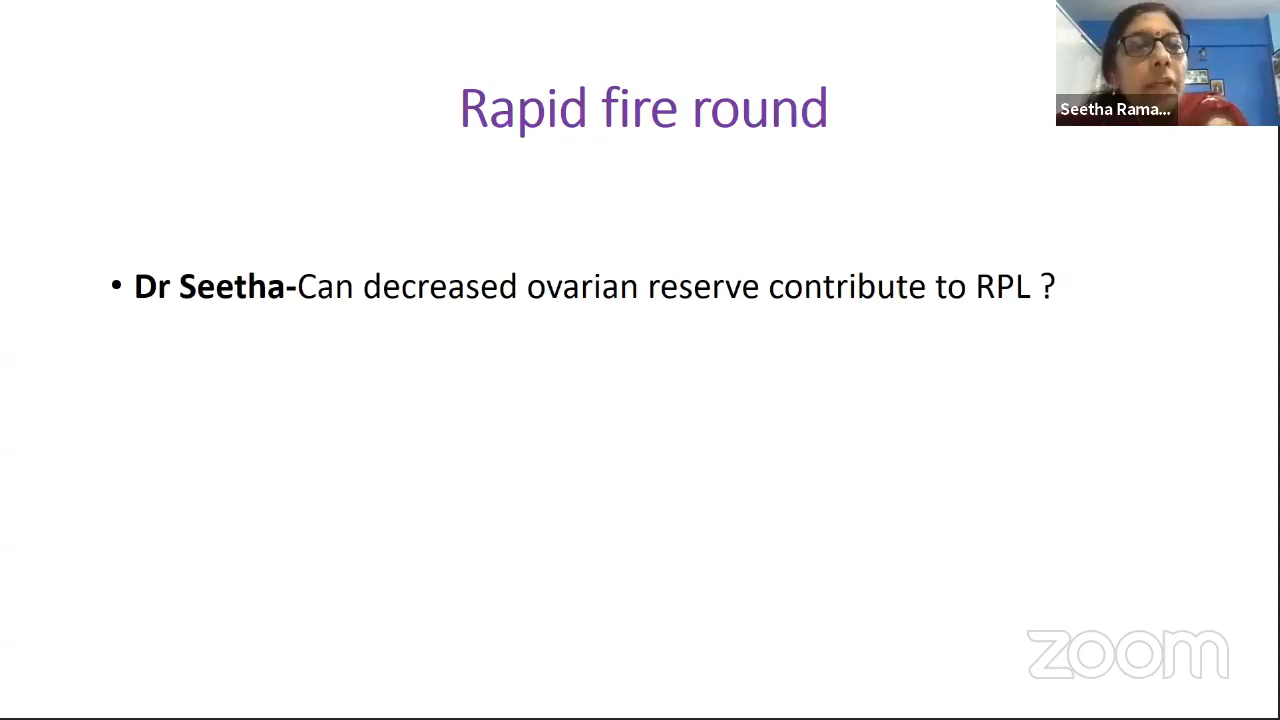 Rapid fire round
Seetha Rama...
• Dr Seetha-Can decreased ovarian reserve contribute to RPL ?
zoom